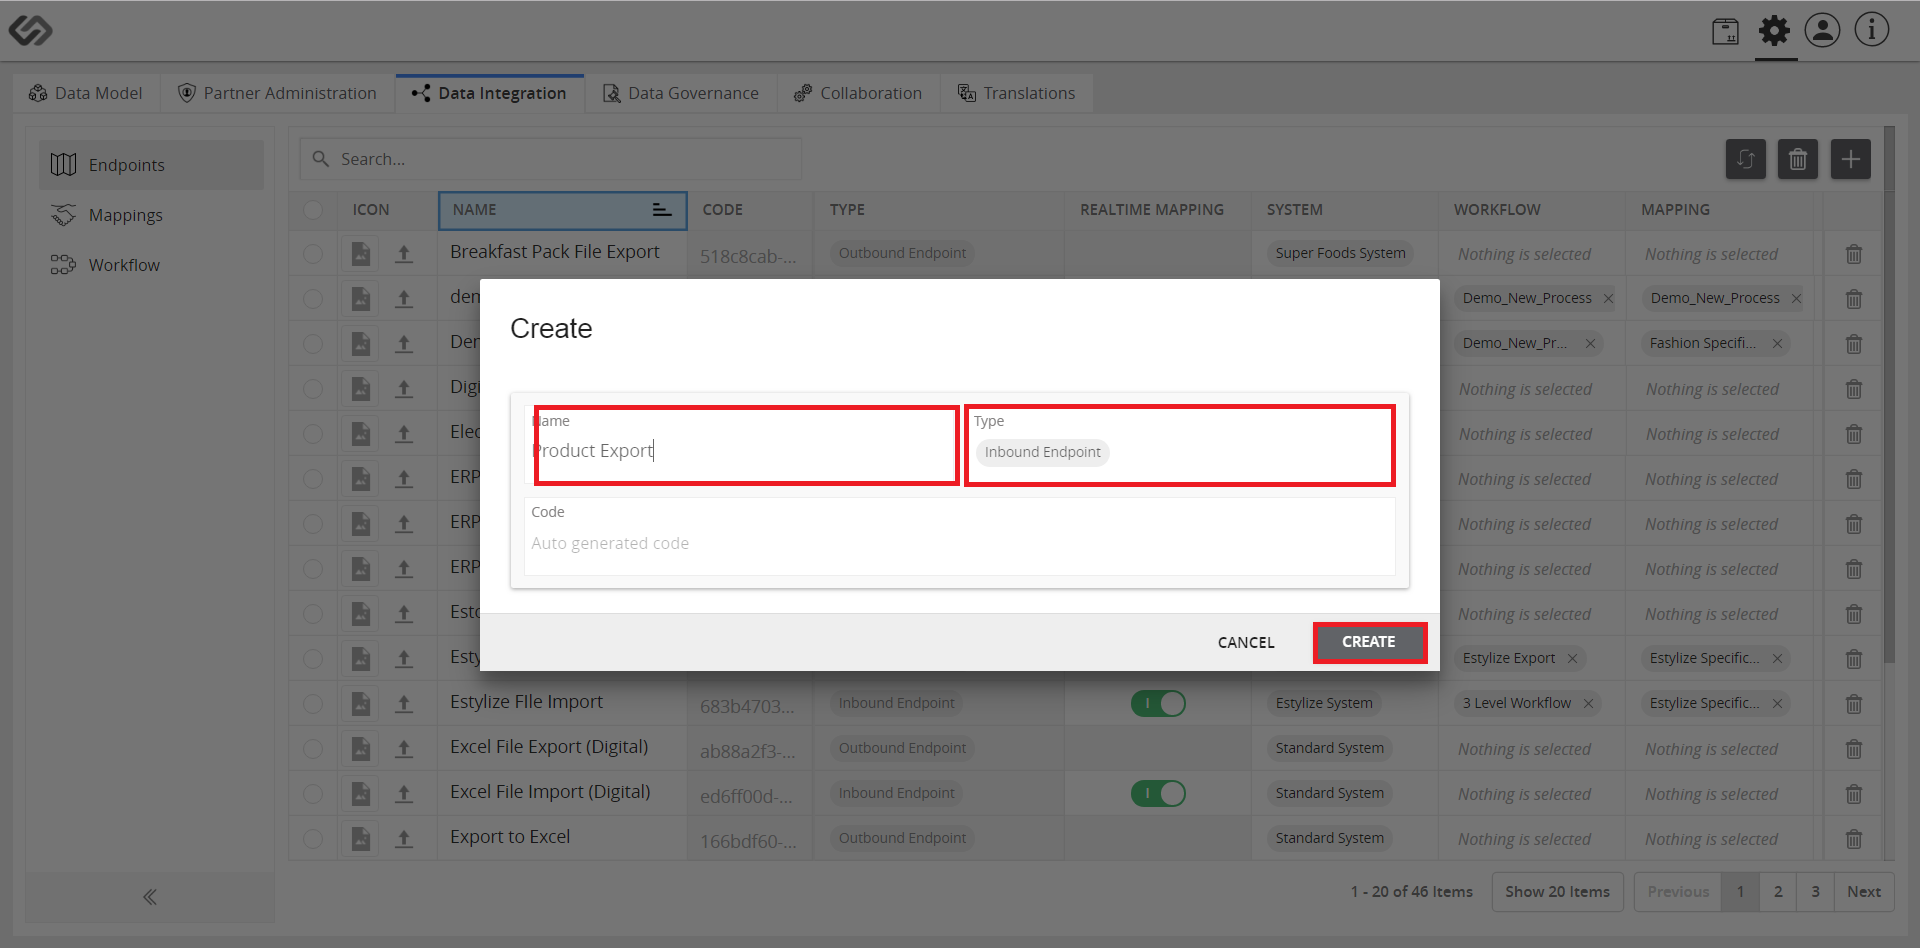 Data Model
Partner Administration
Data Integration
Data Governance
Collaboration
Translations
Endpoints
Mappings
Workflow
Search...
ICON NAME CODE TYPE REALTIME MAPPING SYSTEM WORKFLOW MAPPING
Breakfast Pack File Export 518c8cab-... Outbound Endpoint Super Foods System Nothing is selected Nothing is selected
den Demo_New_Process Demo_New_Process
Der Demo_New_Pr... Fashion Specifi...
Digi Nothing is selected Nothing is selected
Elec Nothing is selected Nothing is selected
ERP Nothing is selected Nothing is selected
ERP Nothing is selected Nothing is selected
ERP Nothing is selected Nothing is selected
Esto Nothing is selected Nothing is selected
Esty Estylize Export Estylize Specific...
Create
Name
Product Export
Type
Inbound Endpoint
Code
Auto generated code
CANCEL
CREATE
Estylize FIle Import 683b4703... Inbound Endpoint I Estylize System 3 Level Workflow Estylize Specific...
Excel File Export (Digital) ab88a2f3-... Outbound Endpoint Standard System Nothing is selected Nothing is selected
Excel File Import (Digital) ed6ff00d-... Inbound Endpoint I Standard System Nothing is selected Nothing is selected
Export to Excel 166bdf60-... Outbound Endpoint Standard System Nothing is selected Nothing is selected
1 - 20 of 46 Items Show 20 Items Previous 1 2 3 Next